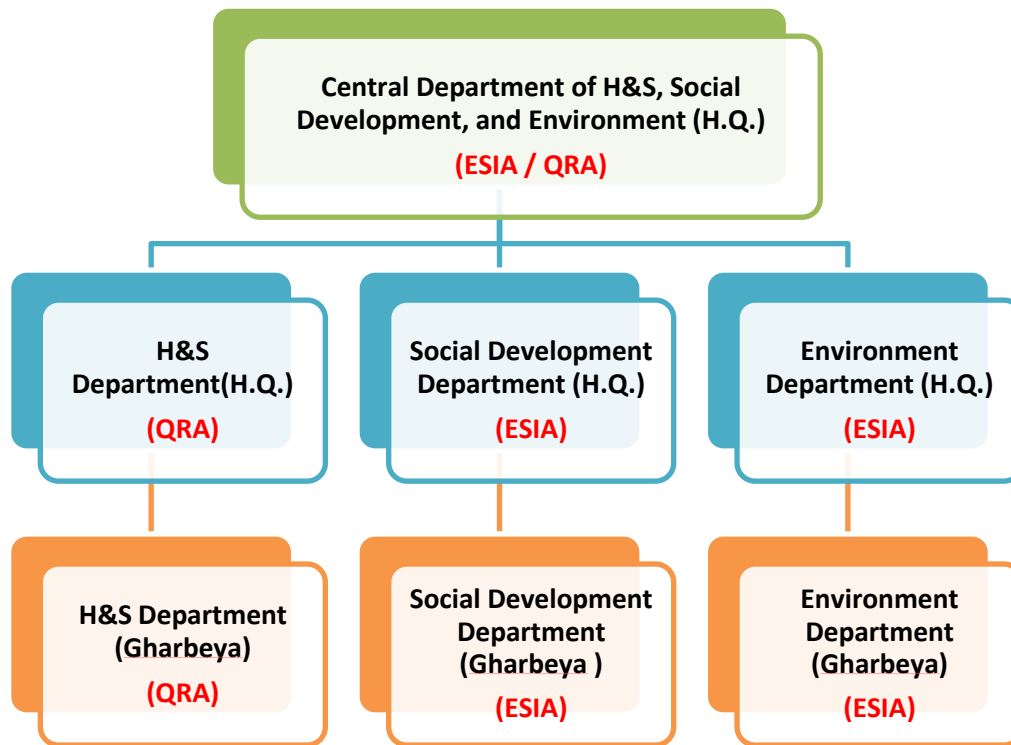 Central Department of H&S, Social
Development, and Environment (H.Q.)
(ESIA / QRA)
H&S
Department(H.Q.)
(QRA)
Social Development
Department (H.Q.)
(ESIA)
Environment
Department (H.Q.)
(ESIA)
H&S Department
(Gharbeya)
(QRA)
Social Development
Department
(Gharbeya )
(ESIA)
Environment
Department
(Gharbeya)
(ESIA)